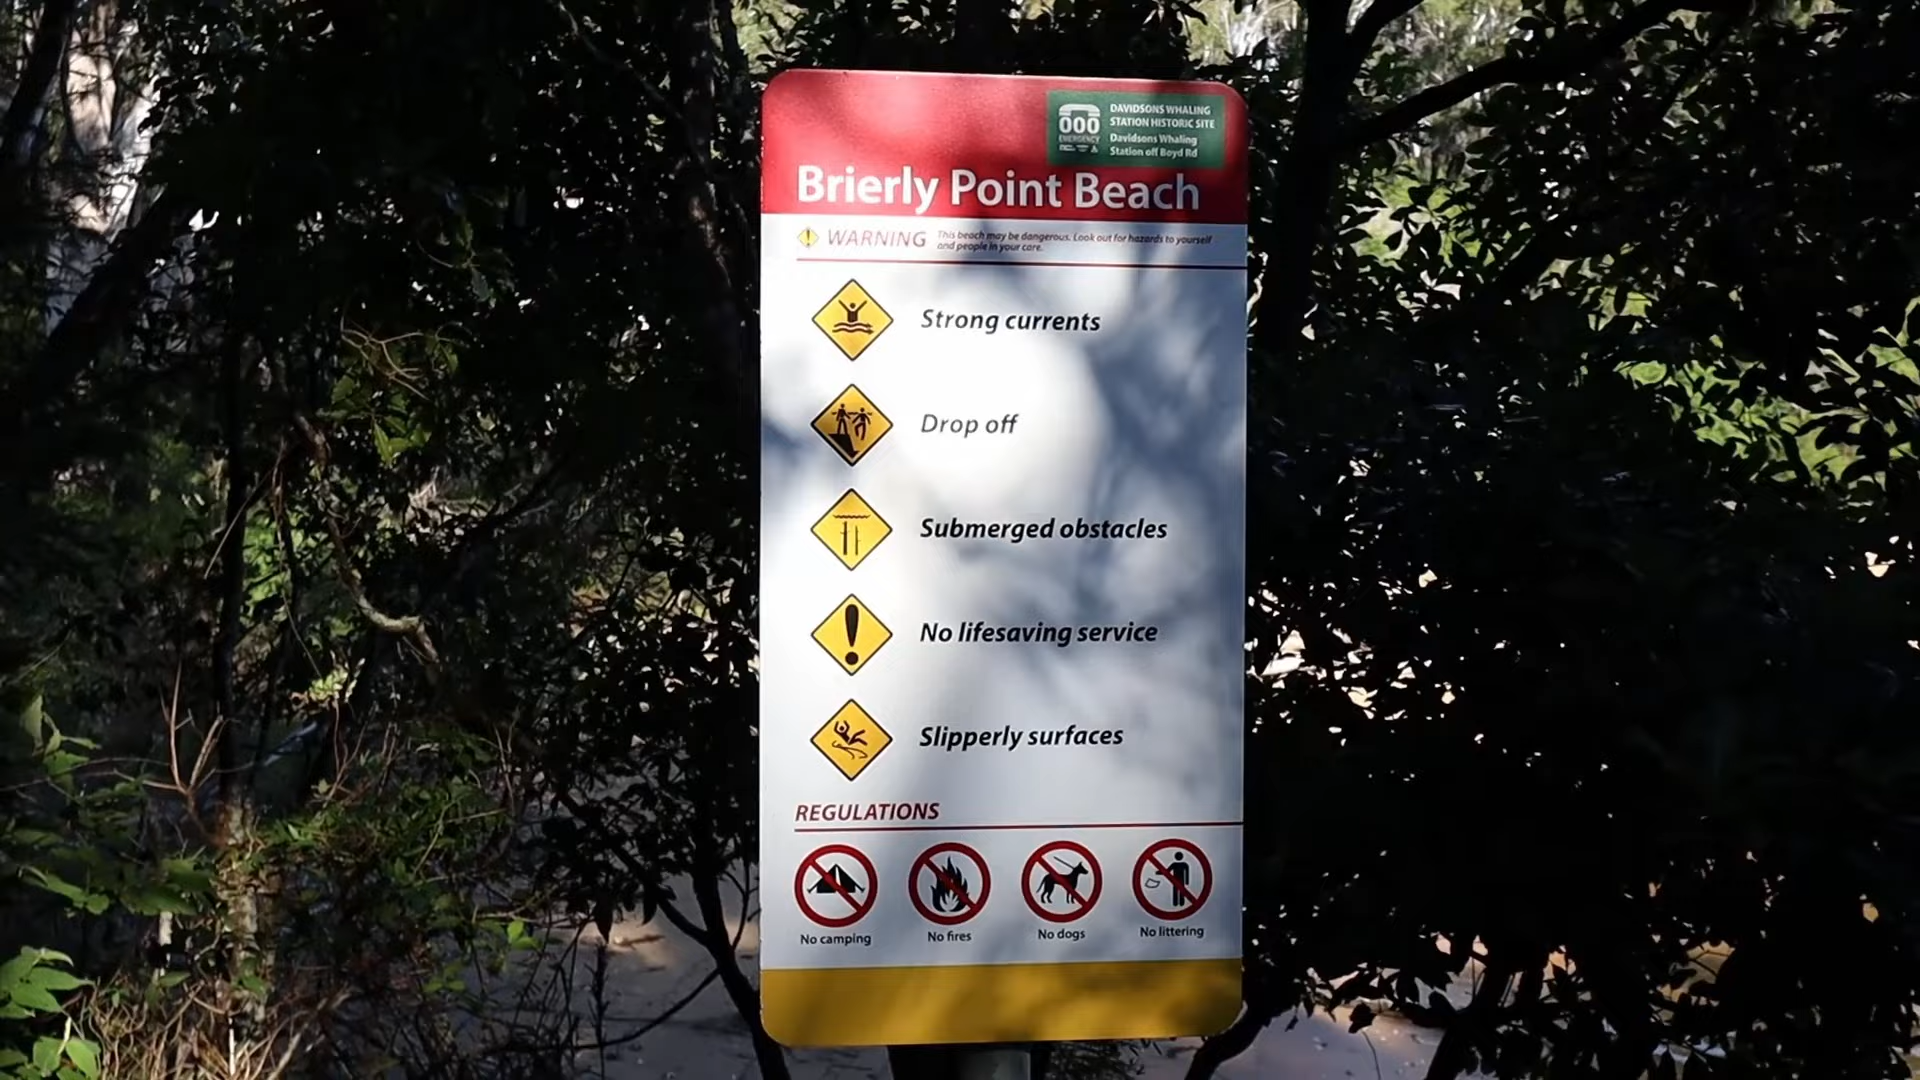 000
EMERGENCY
DAVIDSONS WHALING
STATION HISTORIC SITE
Davidsons Whaling
Station off Boyd Rd
Brierly Point Beach
WARNING
This beach may be dangerous. Look out for hazards to yourself
and people in your care.
Strong currents
Drop off
Submerged obstacles
No lifesaving service
Slipperly surfaces
REGULATIONS
No camping
No fires
No dogs
No littering